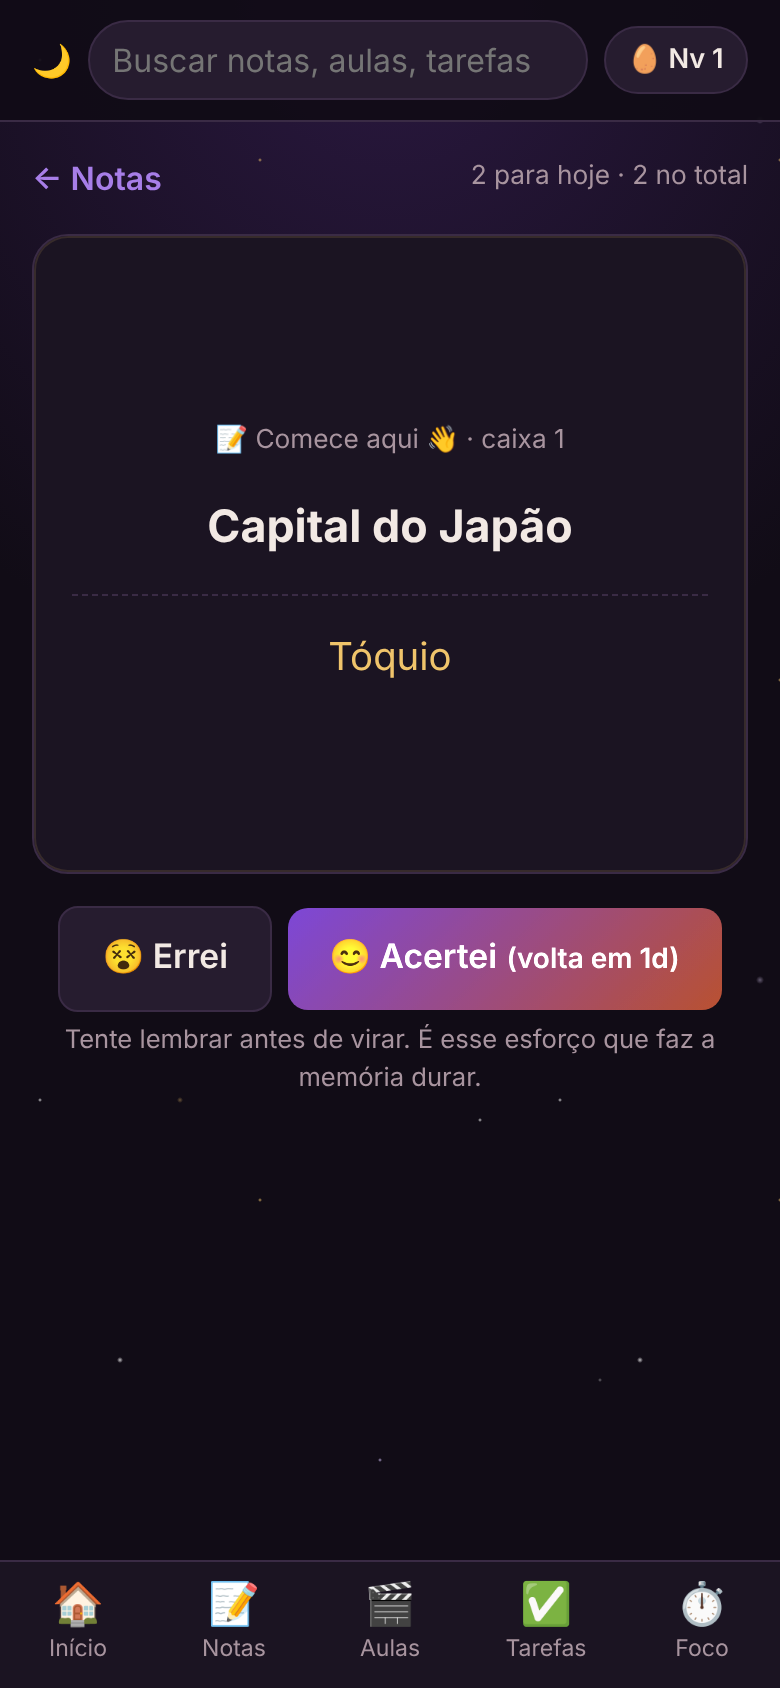 Buscar notas, aulas, tarefas
Nv 1
← Notas
2 para hoje · 2 no total
Comece aqui 👋 · caixa 1
Capital do Japão
Tóquio
Errei
Acertei (volta em 1d)
Tente lembrar antes de virar. É esse esforço que faz a
memória durar.
Início
Notas
Aulas
Tarefas
Foco